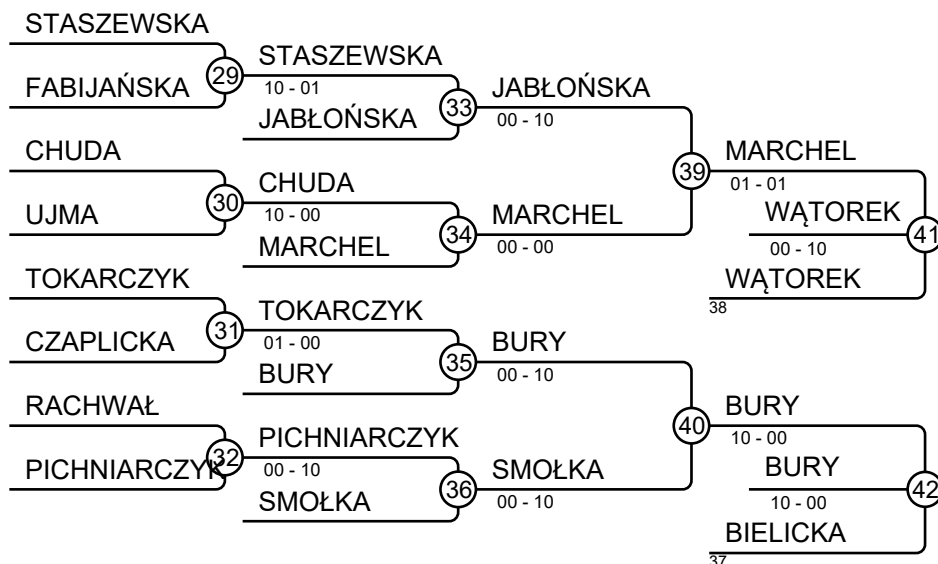 STASZEWSKA
FABIJAŃSKA
29
STASZEWSKA
10 - 01
JABŁOŃSKA
33
JABŁOŃSKA
00 - 10
CHUDA
UJMA
30
CHUDA
10 - 00
MARCHEL
34
MARCHEL
00 - 00
39
MARCHEL
01 - 01
WĄTOREK
00 - 10
41
WĄTOREK
38
TOKARCZYK
CZAPLICKA
31
TOKARCZYK
01 - 00
BURY
35
BURY
00 - 10
RACHWAŁ
PICHNIARCZYK
32
PICHNIARCZYK
00 - 10
SMOŁKA
36
SMOŁKA
00 - 10
40
BURY
10 - 00
BURY
10 - 00
42
BIELICKA
37